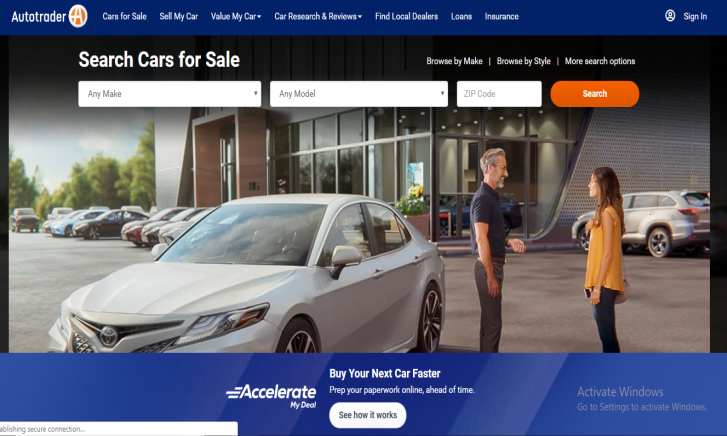 Autotrader Cars for Sale Sell My Car Value My Car Car Research & Reviews Find Local Dealers Loans Insurance Sign In
Search Cars for Sale
Browse by Make | Browse by Style | More search options
Any Make Any Model ZIP Code Search
Buy Your Next Car Faster
Accelerate
My Deal
Prep your paperwork online, ahead of time.
See how it works
Activate Windows
Go to Settings to activate Windows.
ablishing secure connection...